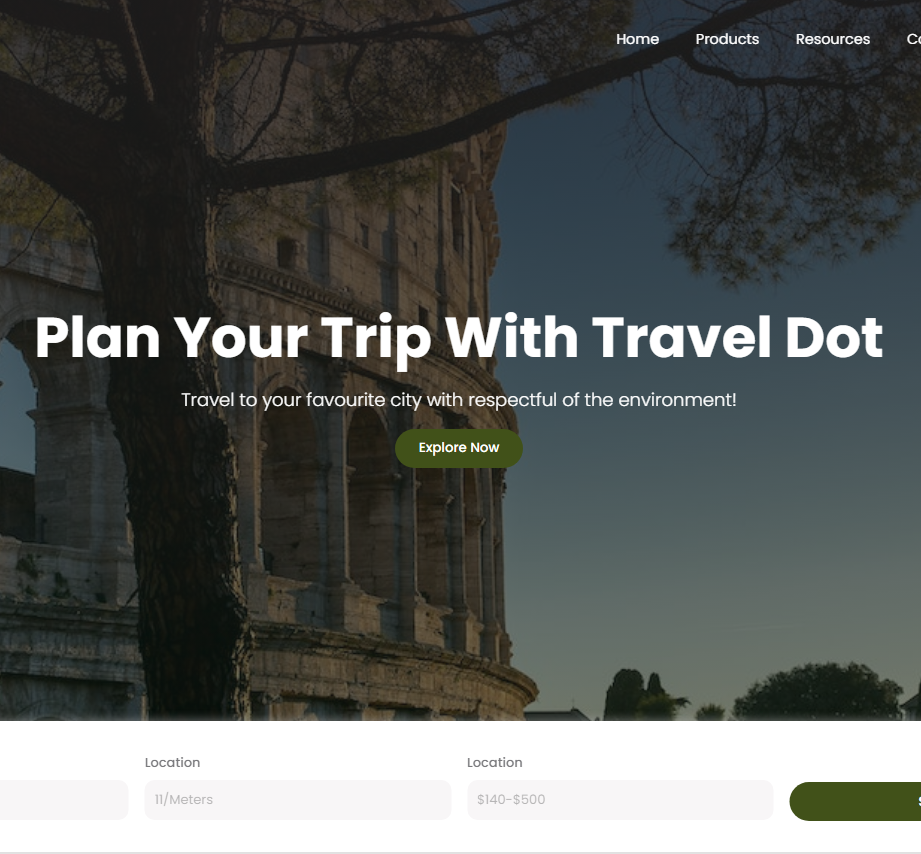 Home Products Resources
Plan Your Trip With Travel Dot
Travel to your favourite city with respectful of the environment!
Explore Now
Location Location
11/Meters $140-$500